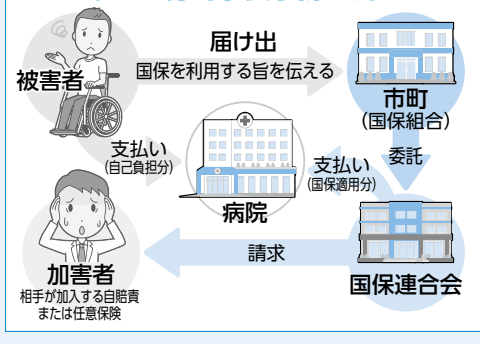 届け出
国保を利用する旨を伝える
被害者
市町
(国保組合)
支払い
(自己負担分)
支払い
(国保適用分)
委託
病院
請求
加害者
相手が加入する自賠責
または任意保険
国保連合会